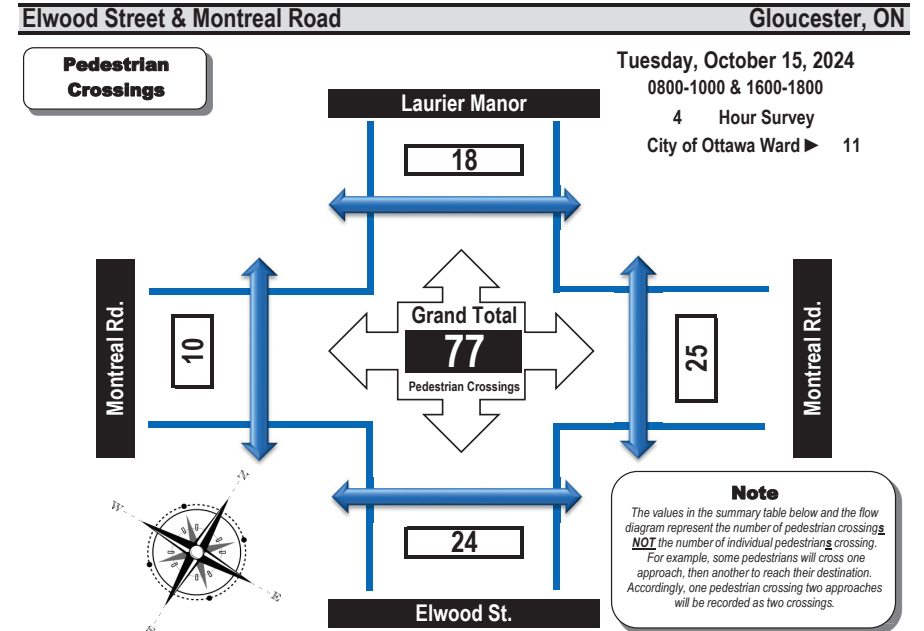 Elwood Street & Montreal Road
Gloucester, ON
Pedestrian
Crossings
Tuesday, October 15, 2024
0800-1000 & 1600-1800
4 Hour Survey
City of Ottawa Ward ► 11
Laurier Manor
18
Montreal Rd.
10
Grand Total
77
Pedestrian Crossings
25
Montreal Rd.
24
Elwood St.
N
W
E
Note
The values in the summary table below and the flow
diagram represent the number of pedestrian crossings
NOT the number of individual pedestrians crossing.
For example, some pedestrians will cross one
approach, then another to reach their destination.
Accordingly, one pedestrian crossing two approaches
will be recorded as two crossings.